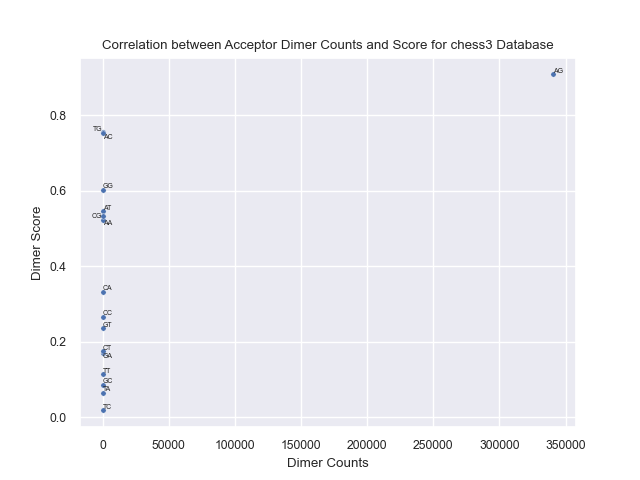 Correlation between Acceptor Dimer Counts and Score for chess3 Database
AG
0.8
TG
AC
GG
0.6
AT
CG
AA
Dimer Score
0.4
CA
CC
GT
0.2
CT
GA
TT
GC
TA
TC
0.0
0 50000 100000 150000 200000 250000 300000 350000
Dimer Counts